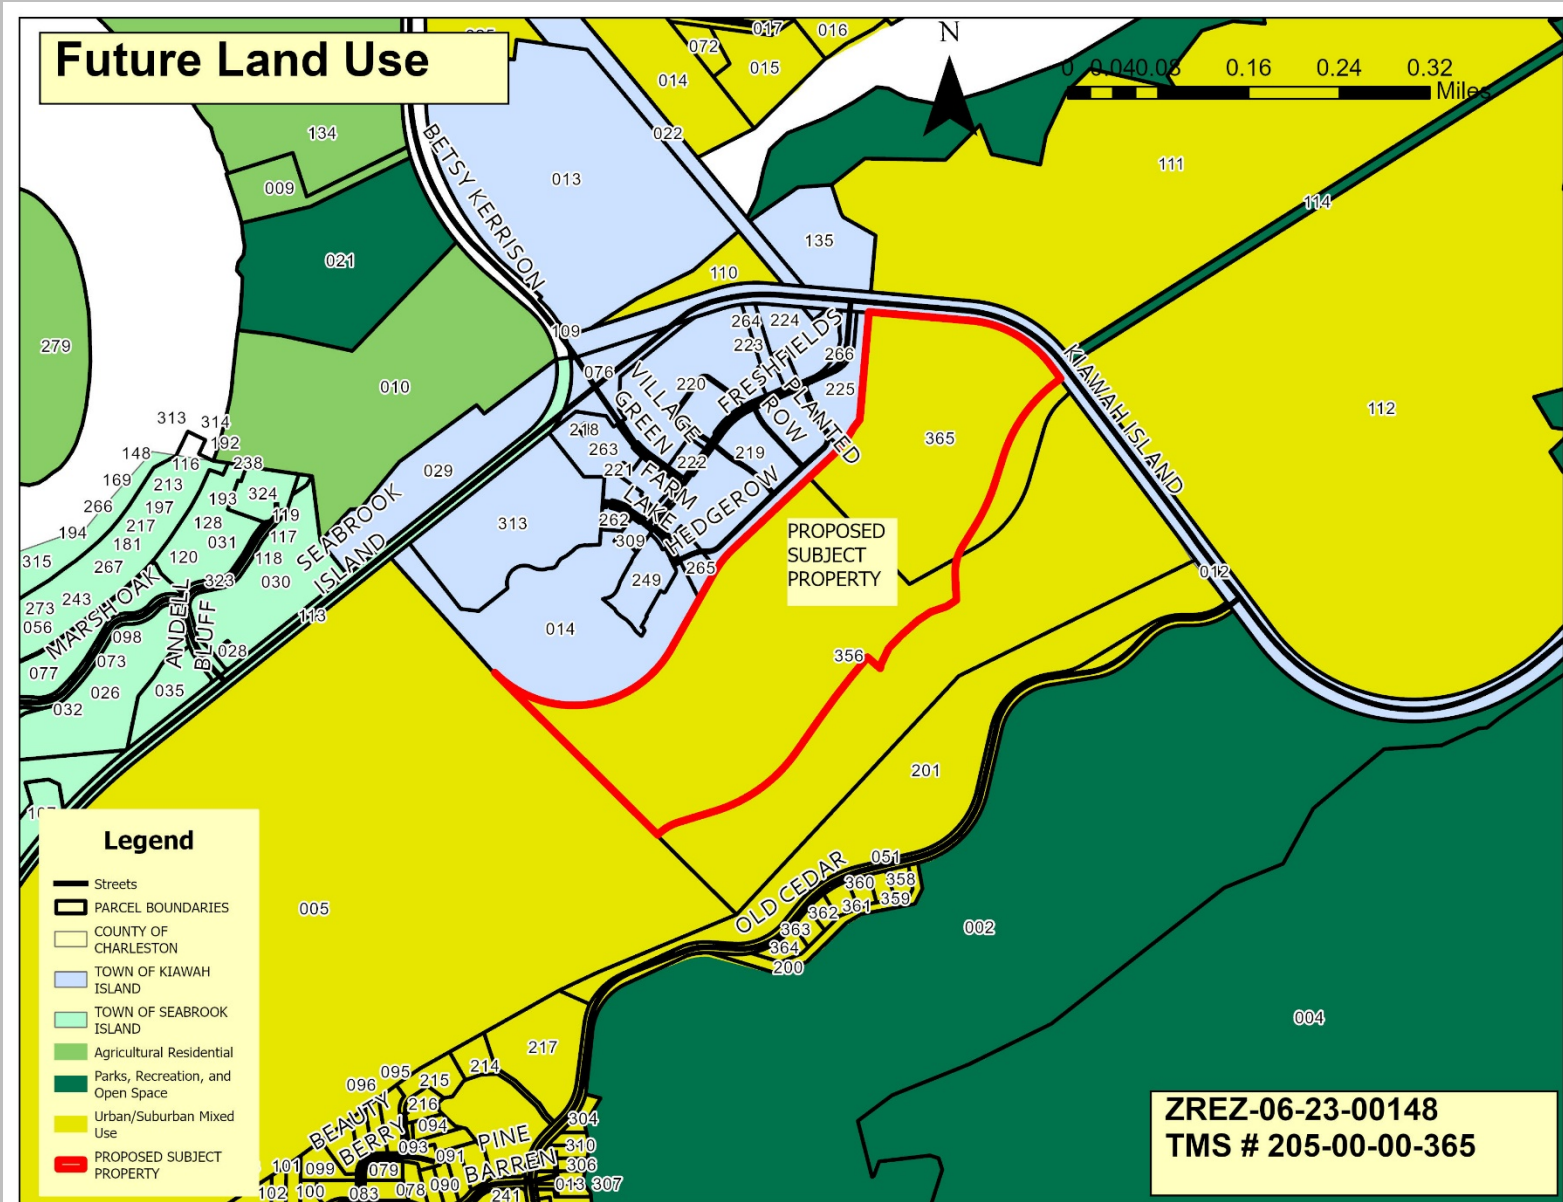 Future Land Use
N
0 0.04 0.08 0.16 0.24 0.32
Miles
017
016
072
015
014
022
134
009
013
BETSY KERRISON
111
114
135
021
110
279
010
109
076
264 224
223
266
225
FRESHFIELDS
PLANTED
ROW
VILLAGE
GREEN
220
218
263
221
222
219
FARM
LAKE
HEDGEROW
262
309
249
265
313
014
029
365
KIAWAH ISLAND
112
PROPOSED
SUBJECT
PROPERTY
012
356
201
313
314
192
148
116
238
169
213
193
324
266
197
119
194
217
128
117
315
181
031
118
267
120
030
323
273
243
056
MARSH OAK
ANDELL
BLUFF
098
028
077
073
026
035
032
SEABROOK
ISLAND
113
005
OLD CEDAR
051
360
358
361
359
362
363
364
200
002
004
217
214
095
215
096
216
094
BEAUTY
BERRY
093
091
PINE
BARREN
304
310
306
013
307
101
099
079
102
100
083
078
090
241
Legend
Streets
PARCEL BOUNDARIES
COUNTY OF
CHARLESTON
TOWN OF KIAWAH
ISLAND
TOWN OF SEABROOK
ISLAND
Agricultural Residential
Parks, Recreation, and
Open Space
Urban/Suburban Mixed
Use
PROPOSED SUBJECT
PROPERTY
ZREZ-06-23-00148
TMS # 205-00-00-365